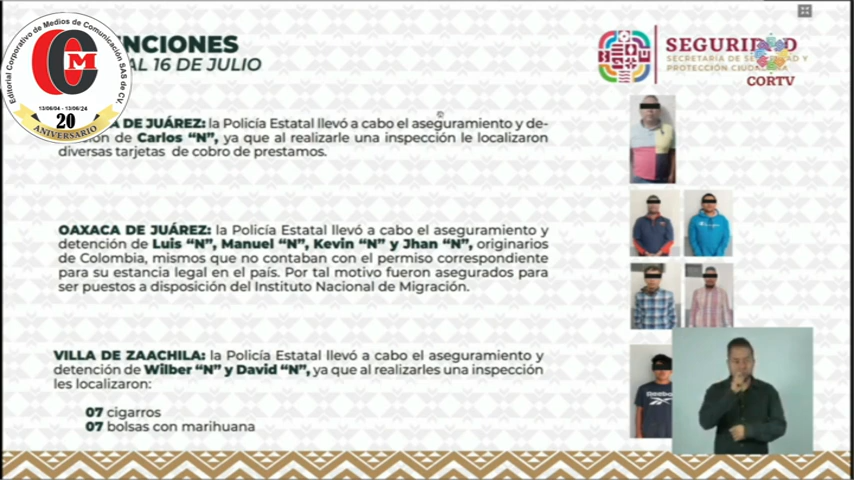 Editorial Corporativo de Medios de Comunicación SAS de CV.
CM
13/06/04 - 13/06/24
20
ANIVERSARIO
NCIONES
AL 16 DE JULIO
SEGURIDAD
SECRETARÍA DE SEGURIDAD Y
PROTECCIÓN CIUDADANA
CORTV
A DE JUÁREZ: la Policía Estatal llevó a cabo el aseguramiento y de-
ción de Carlos “N”, ya que al realizarle una inspección le localizaron
diversas tarjetas de cobro de prestamos.
OAXACA DE JUÁREZ: la Policía Estatal llevó a cabo el aseguramiento y
detención de Luis “N”, Manuel “N”, Kevin “N” y Jhan “N”, originarios
de Colombia, mismos que no contaban con el permiso correspondiente
para su estancia legal en el país. Por tal motivo fueron asegurados para
ser puestos a disposición del Instituto Nacional de Migración.
VILLA DE ZAACHILA: la Policía Estatal llevó a cabo el aseguramiento y
detención de Wilber “N” y David “N”, ya que al realizarles una inspección
les localizaron:
07 cigarros
07 bolsas con marihuana
Reebok